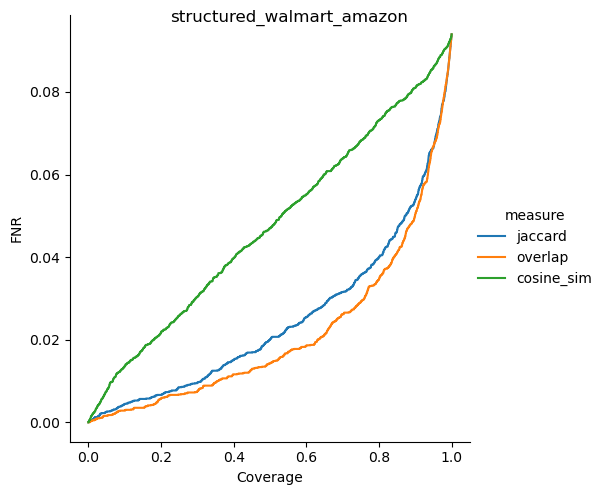 structured_walmart_amazon
0.08
0.06
0.04
0.02
0.00
FNR
0.0 0.2 0.4 0.6 0.8 1.0
Coverage
measure
jaccard
overlap
cosine_sim